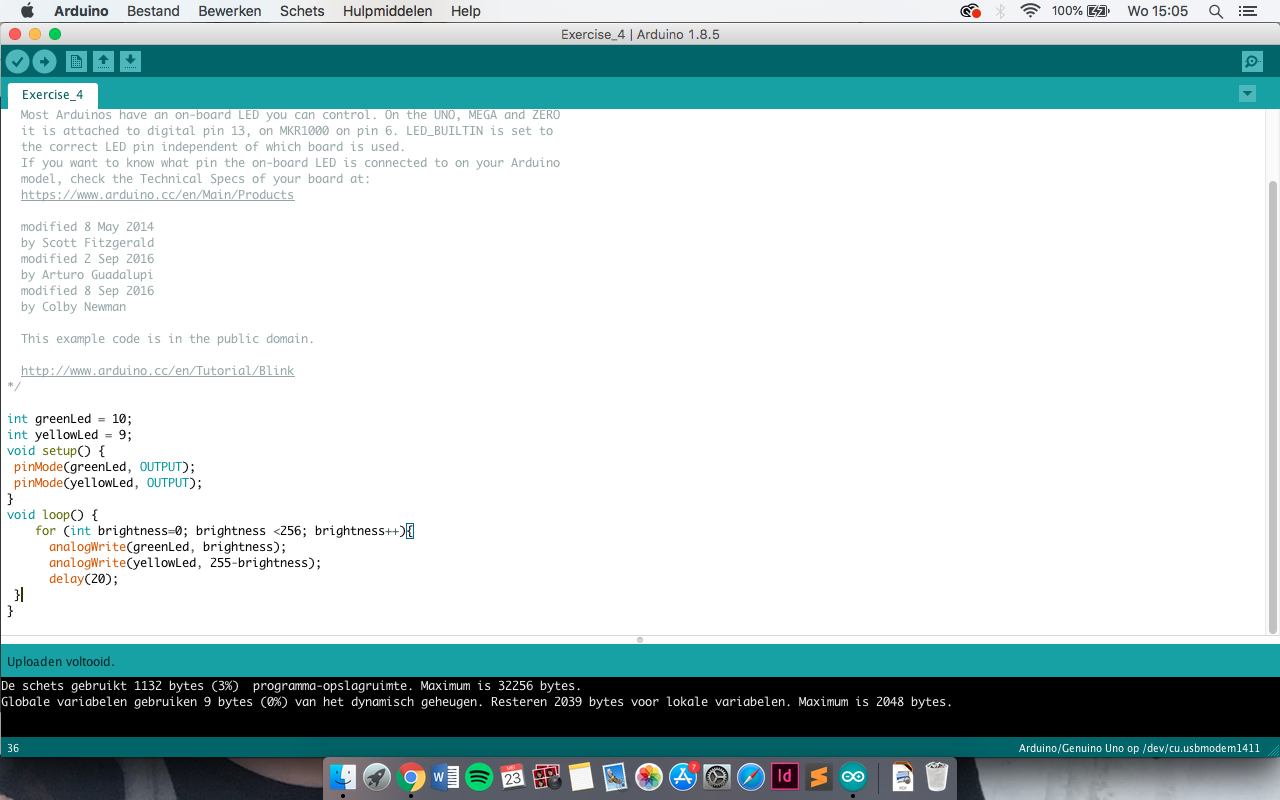 Arduino Bestand Bewerken Schets Hulpmiddelen Help 100% Wo 15:05
Exercise_4 | Arduino 1.8.5
Exercise_4
Most Arduinos have an on-board LED you can control. On the UNO, MEGA and ZERO
it is attached to digital pin 13, on MKR1000 on pin 6. LED_BUILTIN is set to
the correct LED pin independent of which board is used.
If you want to know what pin the on-board LED is connected to on your Arduino
model, check the Technical Specs of your board at:
https://www.arduino.cc/en/Main/Products
modified 8 May 2014
by Scott Fitzgerald
modified 2 Sep 2016
by Arturo Guadalupi
modified 8 Sep 2016
by Colby Newman
This example code is in the public domain.
http://www.arduino.cc/en/Tutorial/Blink
*/
int greenLed = 10;
int yellowLed = 9;
void setup() {
pinMode(greenLed, OUTPUT);
pinMode(yellowLed, OUTPUT);
}
void loop() {
for (int brightness=0; brightness <256; brightness++){
analogWrite(greenLed, brightness);
analogWrite(yellowLed, 255-brightness);
delay(20);
}
}
Uploaden voltooid.
De schets gebruikt 1132 bytes (3%)  programma-opslagruimte. Maximum is 32256 bytes.
Globale variabelen gebruiken 9 bytes (0%) van het dynamisch geheugen. Resteren 2039 bytes voor lokale variabelen. Maximum is 2048 bytes.
36 Arduino/Genuino Uno op /dev/cu.usbmodem1411
W 23 7 Id S